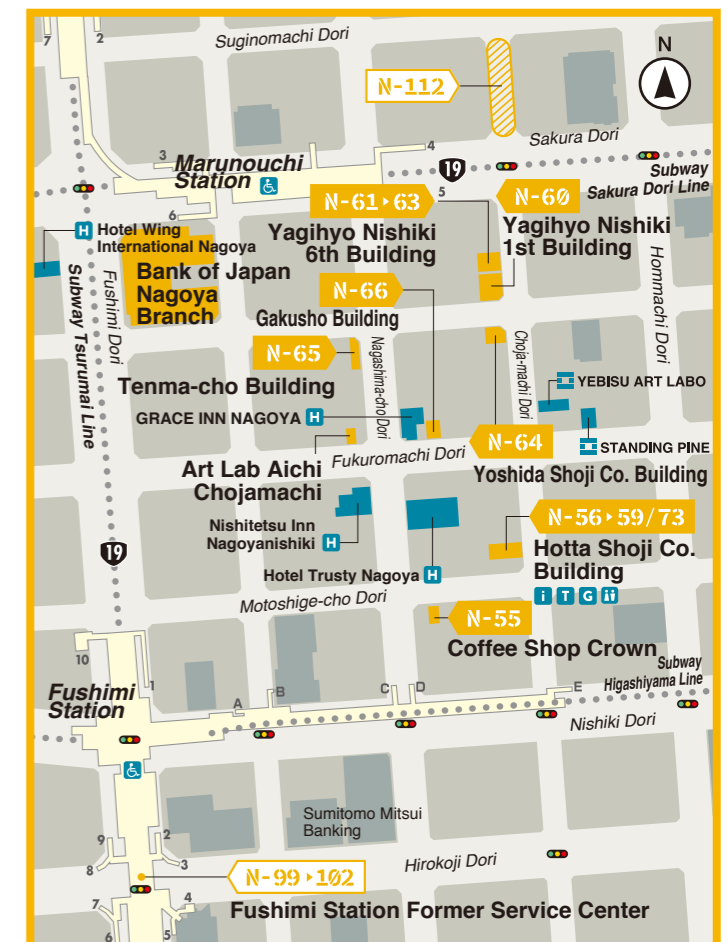 7
2
Suginomachi Dori
N
N-112
Sakura Dori
3
Marunouchi
Station
4
19
Subway
Sakura Dori Line
5
6
N-61▸63
N-60
Yagihyo Nishiki
6th Building
Yagihyo Nishiki
1st Building
H Hotel Wing
International Nagoya
Bank of Japan
Nagoya
Branch
Subway Tsurumai Line
Fushimi Dori
Hommachi Dori
N-66
Gakusho Building
N-65
Nagashima-cho Dori
Choja-machi Dori
Tenma-cho Building
YEBISU ART LABO
GRACE INN NAGOYA H
N-64
STANDING PINE
Fukuromachi Dori
Art Lab Aichi
Chojamachi
Yoshida Shoji Co. Building
Nishitetsu Inn
Nagoyanishiki H
N-56▸59/73
19
Hotta Shoji Co.
Building
Hotel Trusty Nagoya H
i T G
Motoshige-cho Dori
N-55
Coffee Shop Crown
10
1
Subway
Higashiyama Line
Fushimi
Station
A
B
C
D
E
Nishiki Dori
Sumitomo Mitsui
Banking
9
2
8
3
Hirokoji Dori
N-99▸102
Fushimi Station Former Service Center
7
4
6
5